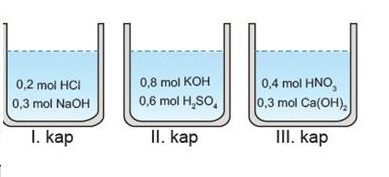 0,2 mol HCl
0,3 mol NaOH
I. kap
0,8 mol KOH
0,6 mol H₂SO₄
II. kap
0,4 mol HNO₃
0,3 mol Ca(OH)₂
III. kap